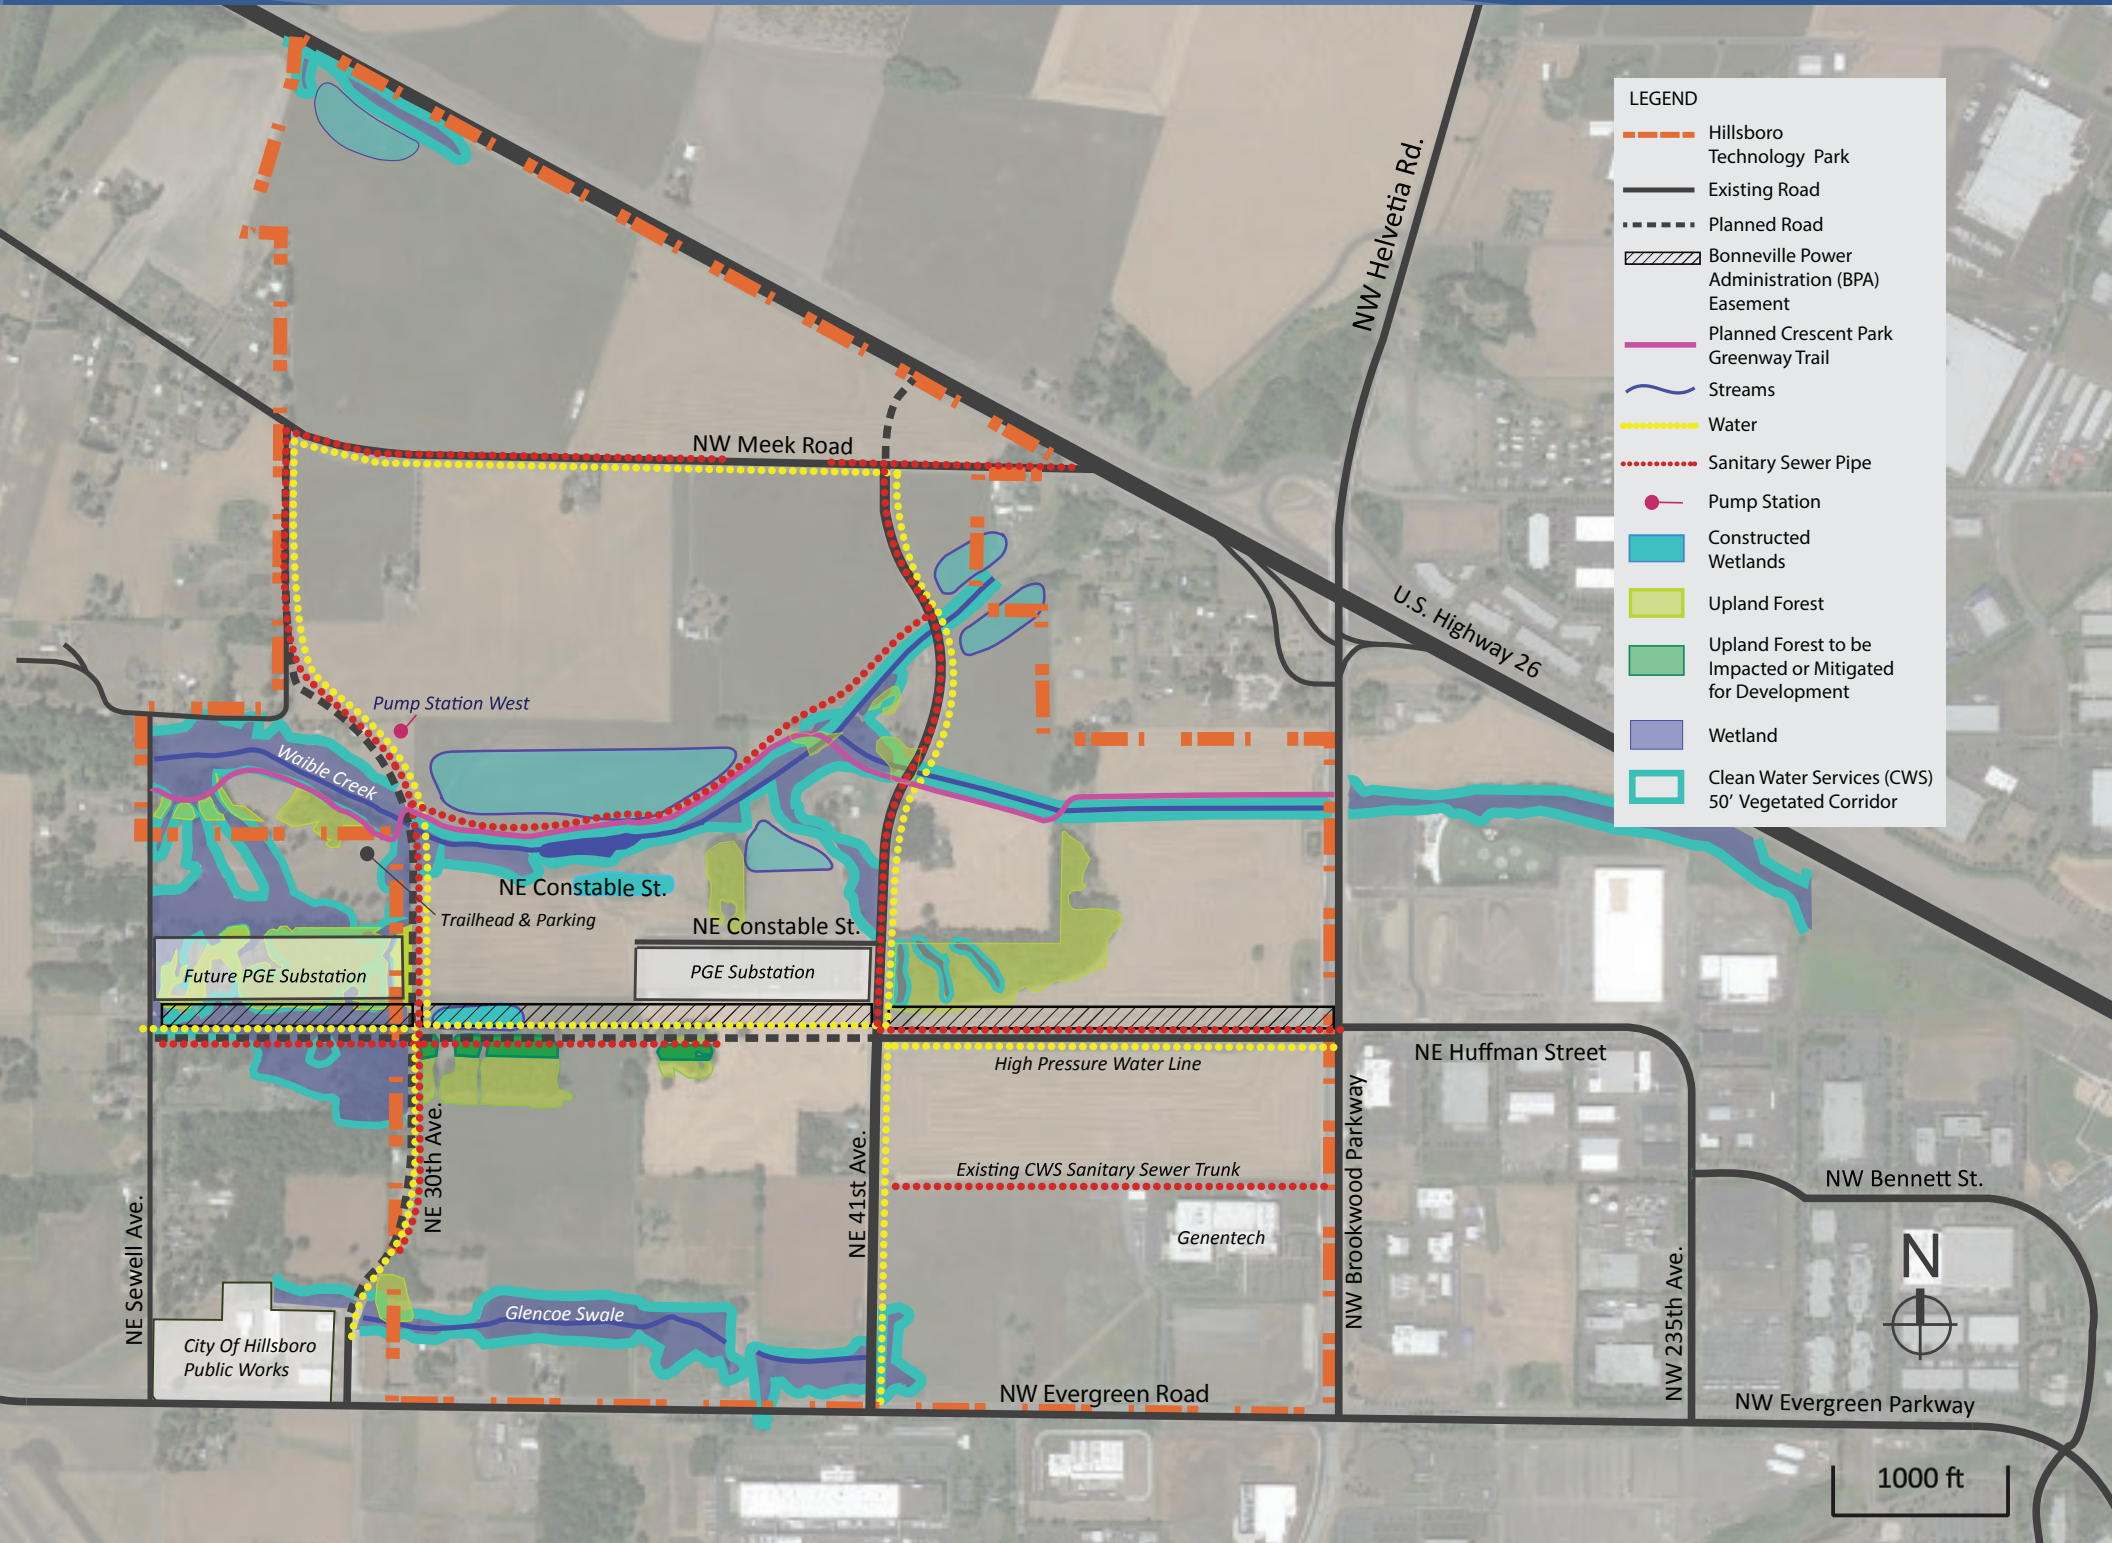 LEGEND
Hillsboro
Technology Park
Existing Road
Planned Road
Bonneville Power
Administration (BPA)
Easement
Planned Crescent Park
Greenway Trail
Streams
Water
Sanitary Sewer Pipe
Pump Station
Constructed
Wetlands
Upland Forest
Upland Forest to be
Impacted or Mitigated
for Development
Wetland
Clean Water Services (CWS)
50' Vegetated Corridor
NW Helvetia Rd.
NW Meek Road
U.S. Highway 26
Pump Station West
Waible Creek
NE Constable St.
Trailhead & Parking
NE Constable St.
Future PGE Substation
PGE Substation
NE Huffman Street
High Pressure Water Line
NE 30th Ave.
NE 41st Ave.
NW Brookwood Parkway
Existing CWS Sanitary Sewer Trunk
NW Bennett St.
NE Sewell Ave.
Genentech
N
NW 235th Ave.
Glencoe Swale
City Of Hillsboro
Public Works
NW Evergreen Road
NW Evergreen Parkway
1000 ft